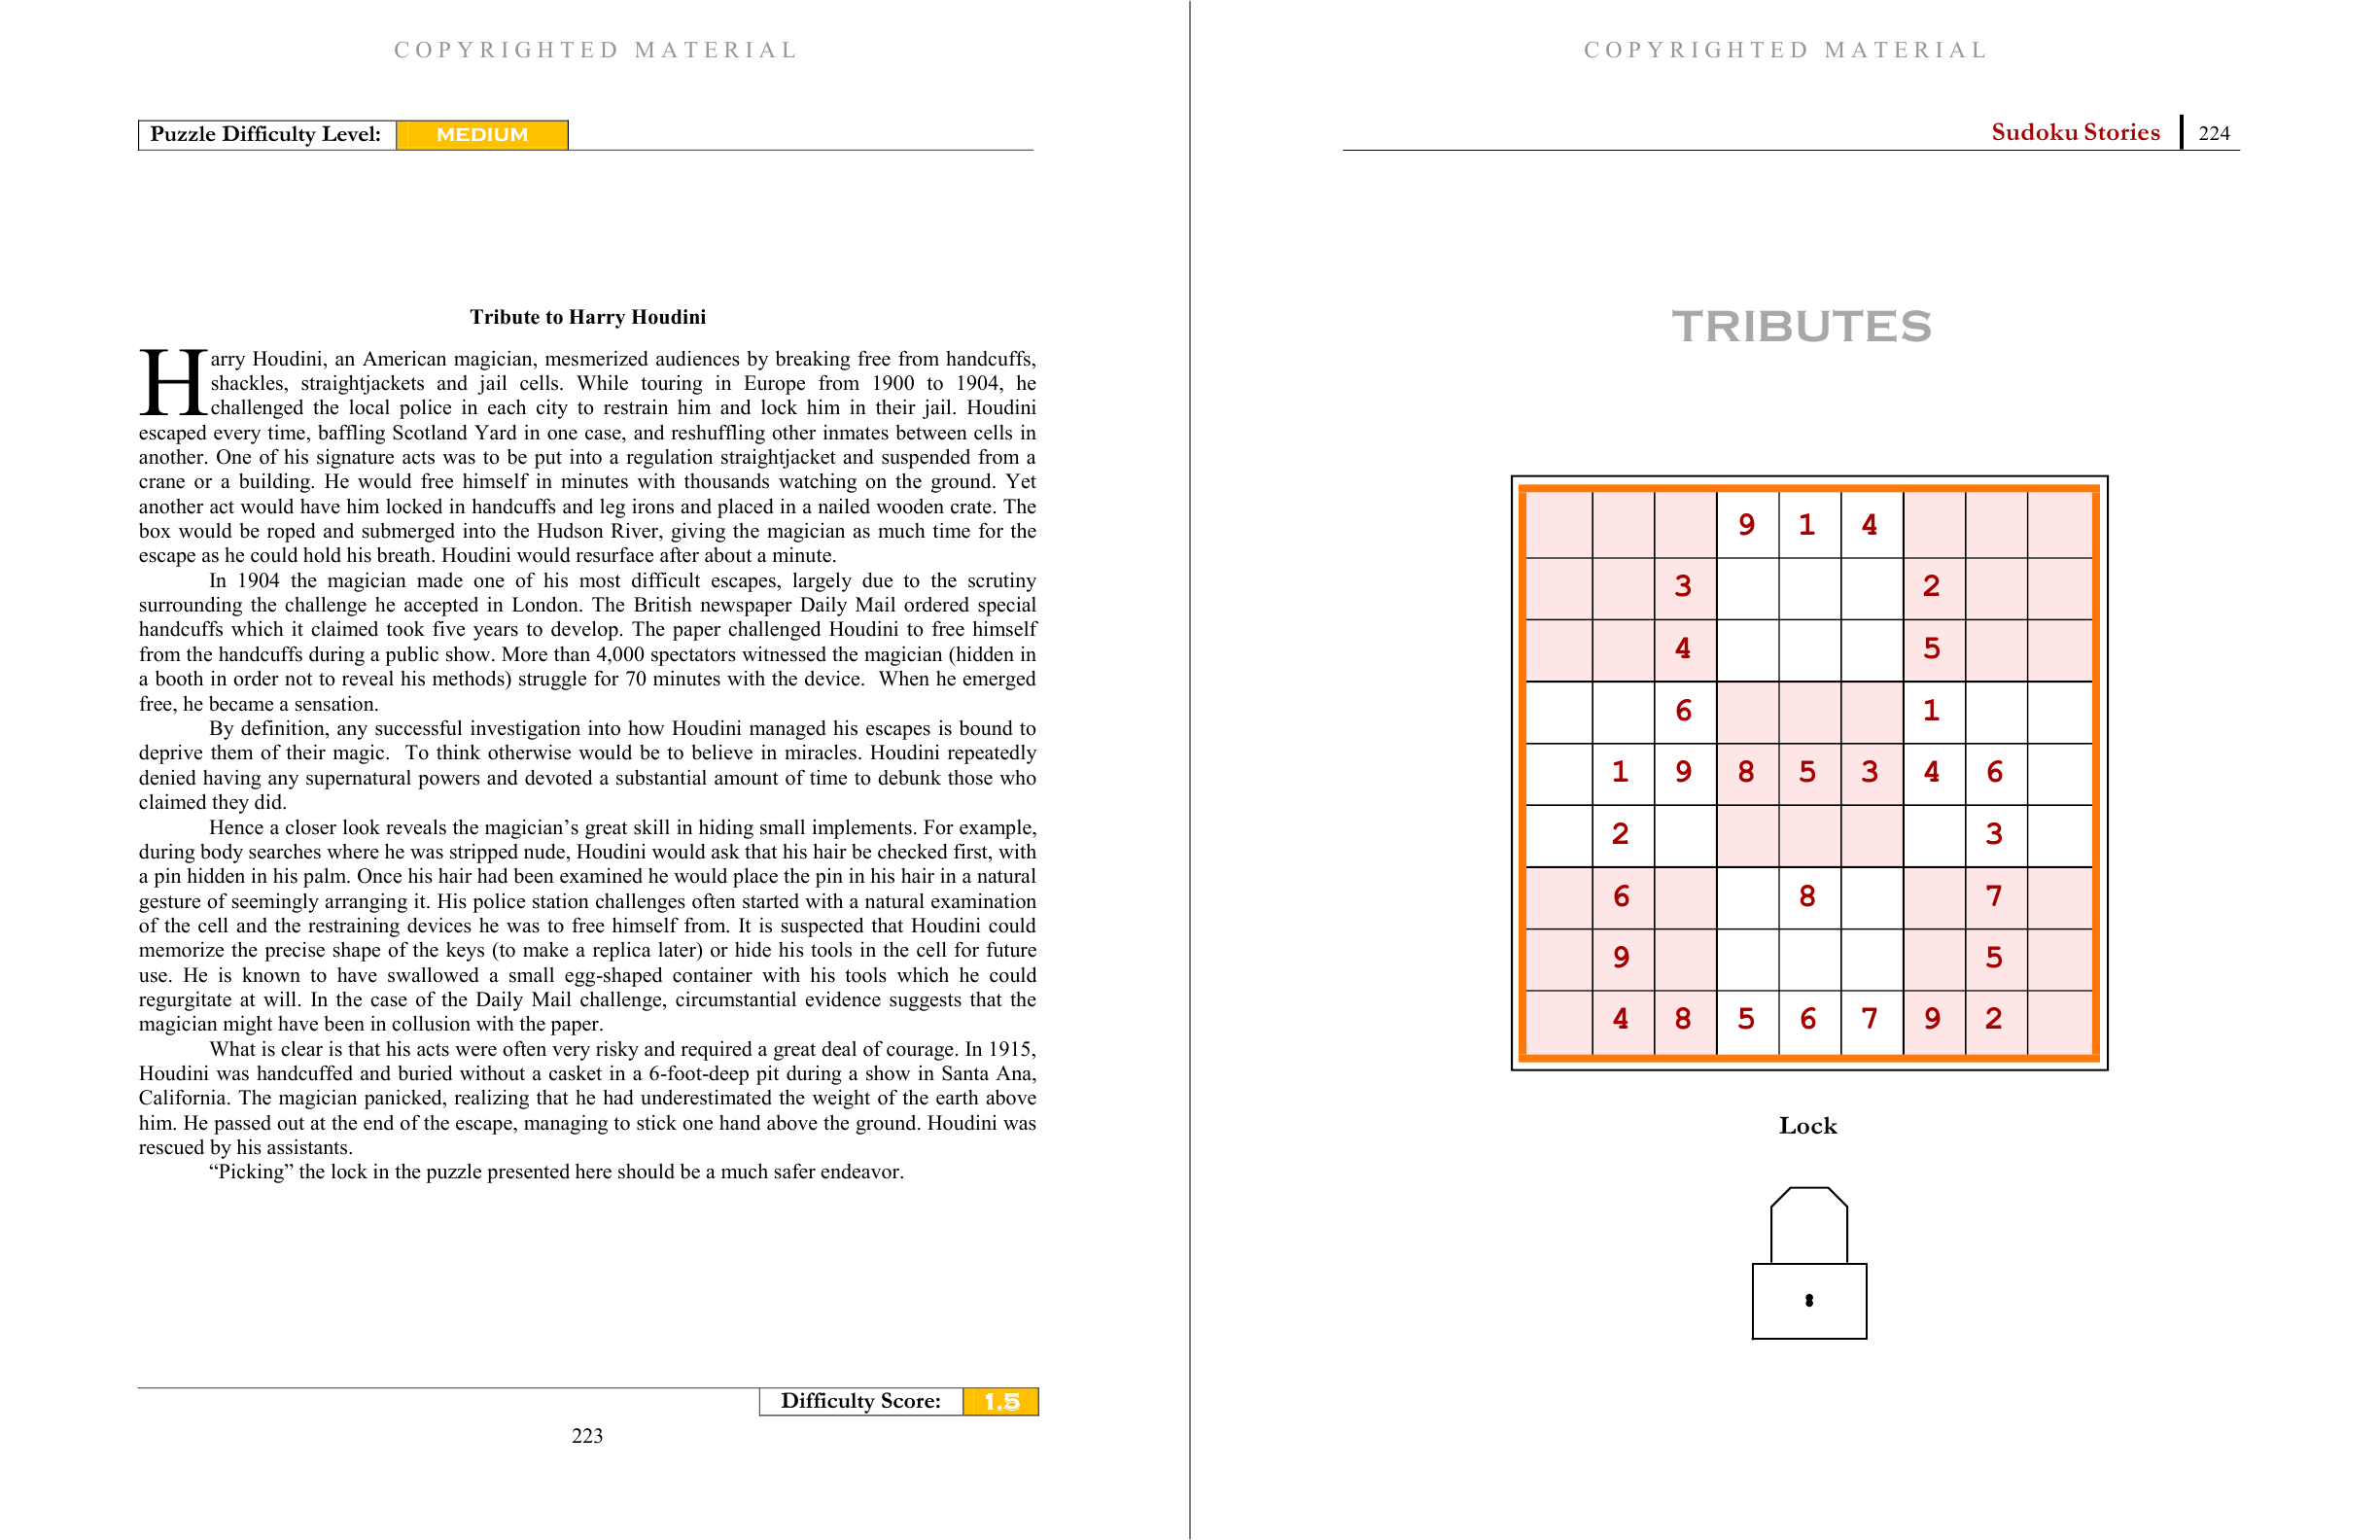 COPYRIGHTED MATERIAL
Puzzle Difficulty Level: MEDIUM
Tribute to Harry Houdini
Harry Houdini, an American magician, mesmerized audiences by breaking free from handcuffs,
shackles, straightjackets and jail cells. While touring in Europe from 1900 to 1904, he
challenged the local police in each city to restrain him and lock him in their jail. Houdini
escaped every time, baffling Scotland Yard in one case, and reshuffling other inmates between cells in
another. One of his signature acts was to be put into a regulation straightjacket and suspended from a
crane or a building. He would free himself in minutes with thousands watching on the ground. Yet
another act would have him locked in handcuffs and leg irons and placed in a nailed wooden crate. The
box would be roped and submerged into the Hudson River, giving the magician as much time for the
escape as he could hold his breath. Houdini would resurface after about a minute.
In 1904 the magician made one of his most difficult escapes, largely due to the scrutiny
surrounding the challenge he accepted in London. The British newspaper Daily Mail ordered special
handcuffs which it claimed took five years to develop. The paper challenged Houdini to free himself
from the handcuffs during a public show. More than 4,000 spectators witnessed the magician (hidden in
a booth in order not to reveal his methods) struggle for 70 minutes with the device. When he emerged
free, he became a sensation.
By definition, any successful investigation into how Houdini managed his escapes is bound to
deprive them of their magic. To think otherwise would be to believe in miracles. Houdini repeatedly
denied having any supernatural powers and devoted a substantial amount of time to debunk those who
claimed they did.
Hence a closer look reveals the magician's great skill in hiding small implements. For example,
during body searches where he was stripped nude, Houdini would ask that his hair be checked first, with
a pin hidden in his palm. Once his hair had been examined he would place the pin in his hair in a natural
gesture of seemingly arranging it. His police station challenges often started with a natural examination
of the cell and the restraining devices he was to free himself from. It is suspected that Houdini could
memorize the precise shape of the keys (to make a replica later) or hide his tools in the cell for future
use. He is known to have swallowed a small egg-shaped container with his tools which he could
regurgitate at will. In the case of the Daily Mail challenge, circumstantial evidence suggests that the
magician might have been in collusion with the paper.
What is clear is that his acts were often very risky and required a great deal of courage. In 1915,
Houdini was handcuffed and buried without a casket in a 6-foot-deep pit during a show in Santa Ana,
California. The magician panicked, realizing that he had underestimated the weight of the earth above
him. He passed out at the end of the escape, managing to stick one hand above the ground. Houdini was
rescued by his assistants.
“Picking” the lock in the puzzle presented here should be a much safer endeavor.
Difficulty Score: 1.5
223
COPYRIGHTED MATERIAL
Sudoku Stories 224
TRIBUTES
9 1 4
3 2
4 5
6 1
1 9 8 5 3 4 6
2 3
6 8 7
9 5
4 8 5 6 7 9 2
Lock